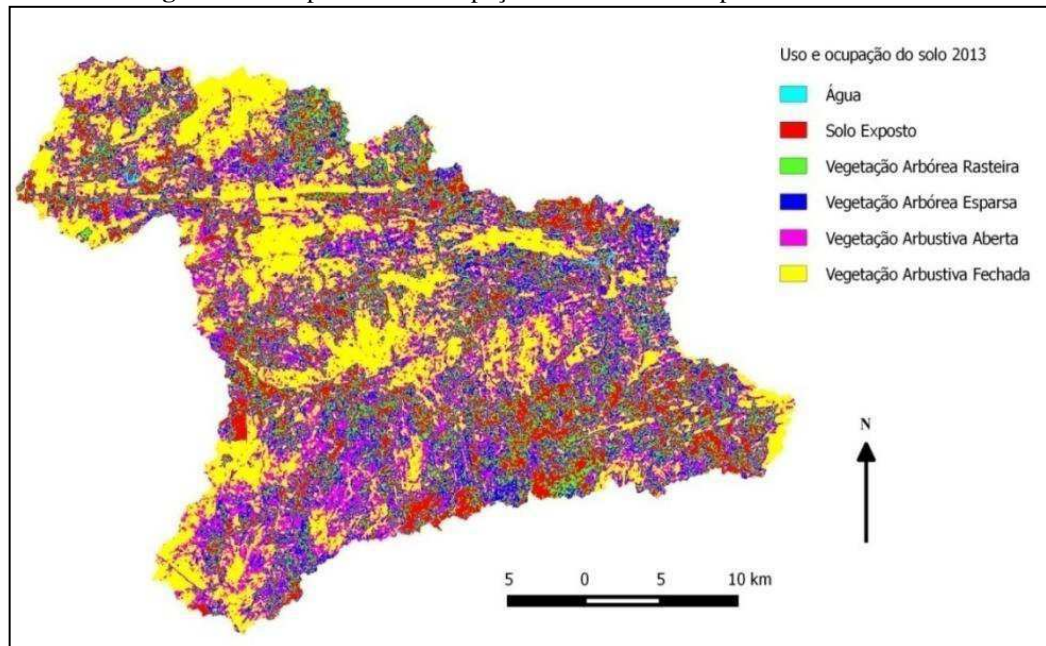 Uso e ocupação do solo 2013
Água
Solo Exposto
Vegetação Arbórea Rasteira
Vegetação Arbórea Esparsa
Vegetação Arbustiva Aberta
Vegetação Arbustiva Fechada
N
5 0 5 10 km